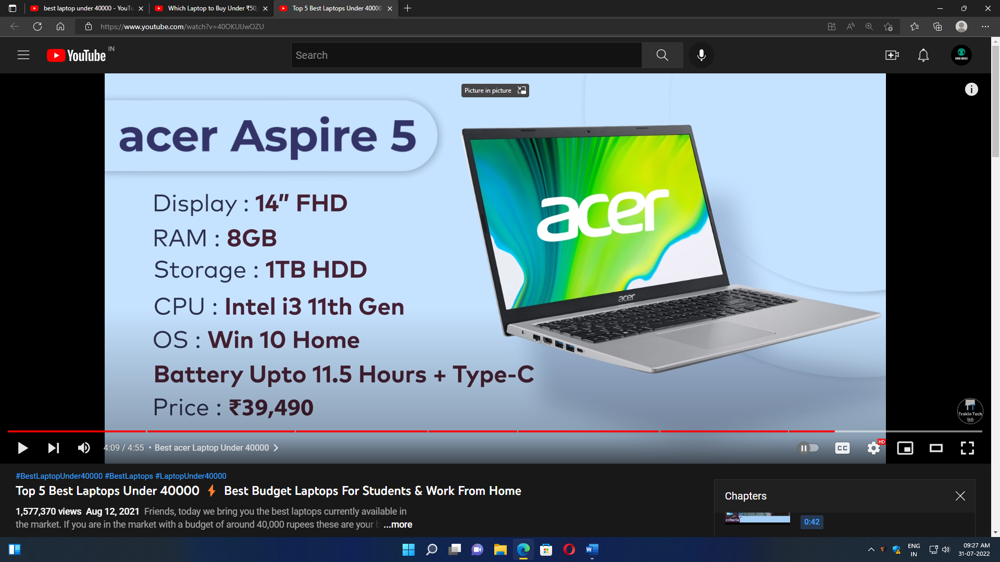 best laptop under 40000 - YouTu
Which Laptop to Buy Under ₹50,
Top 5 Best Laptops Under 40000
https://www.youtube.com/watch?v=40OKUlJwOZU
YouTube IN
Search
HINDI MUSIC
Picture in picture
acer Aspire 5
Display : 14" FHD
RAM : 8GB
Storage : 1TB HDD
CPU : Intel i3 11th Gen
OS : Win 10 Home
Battery Upto 11.5 Hours + Type-C
Price : ₹39,490
acer
acer
Trakin Tech
हिंदी
4:09 / 4:55 • Best acer Laptop Under 40000
CC
HD
#BestLaptopUnder40000 #BestLaptops #LaptopUnder40000
Top 5 Best Laptops Under 40000 ⚡ Best Budget Laptops For Students & Work From Home
1,577,370 views Aug 12, 2021 Friends, today we bring you the best laptops currently available in
the market. If you are in the market with a budget of around 40,000 rupees these are your b ...more
Chapters
criteria
0:42
ENG
IN
09:27 AM
31-07-2022